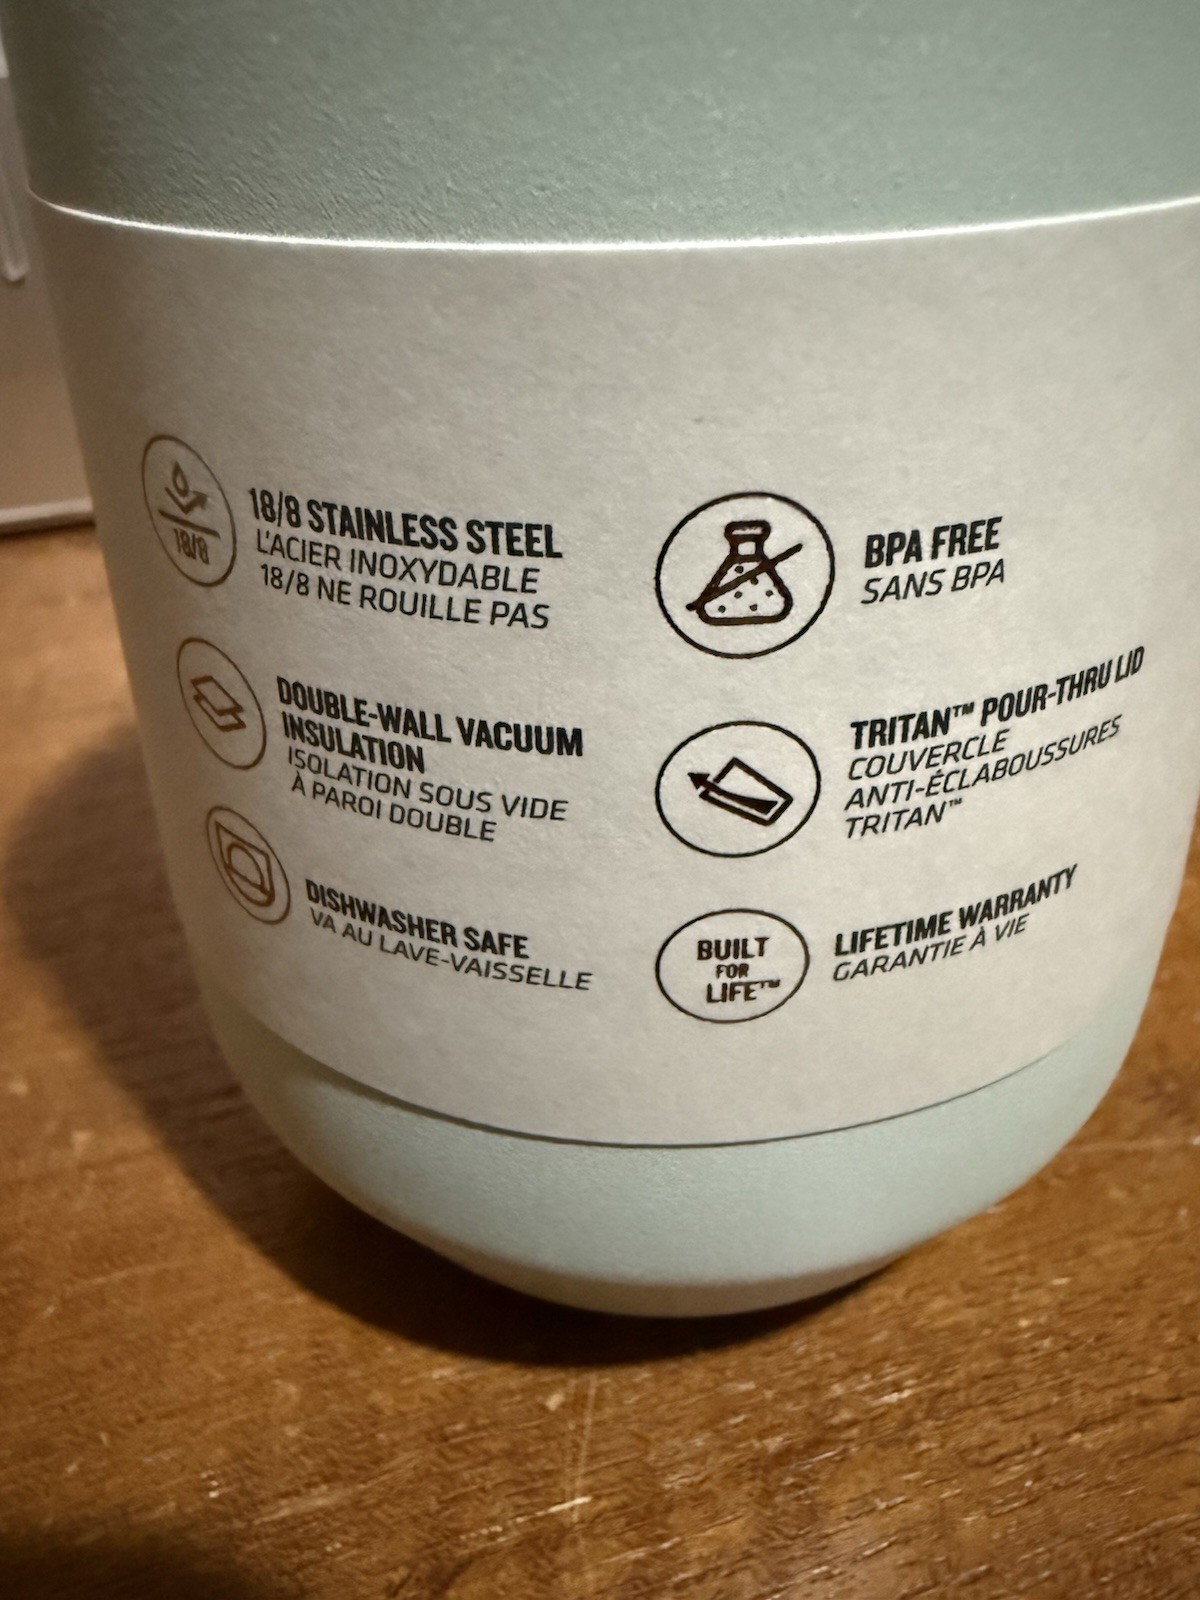 18/8
18/8 STAINLESS STEEL
L'ACIER INOXYDABLE
18/8 NE ROUILLE PAS
DOUBLE-WALL VACUUM
INSULATION
ISOLATION SOUS VIDE
À PAROI DOUBLE
DISHWASHER SAFE
VA AU LAVE-VAISSELLE
BPA FREE
SANS BPA
TRITAN™ POUR-THRU LID
COUVERCLE
ANTI-ÉCLABOUSSURES
TRITAN™
BUILT
FOR
LIFE™
LIFETIME WARRANTY
GARANTIE À VIE